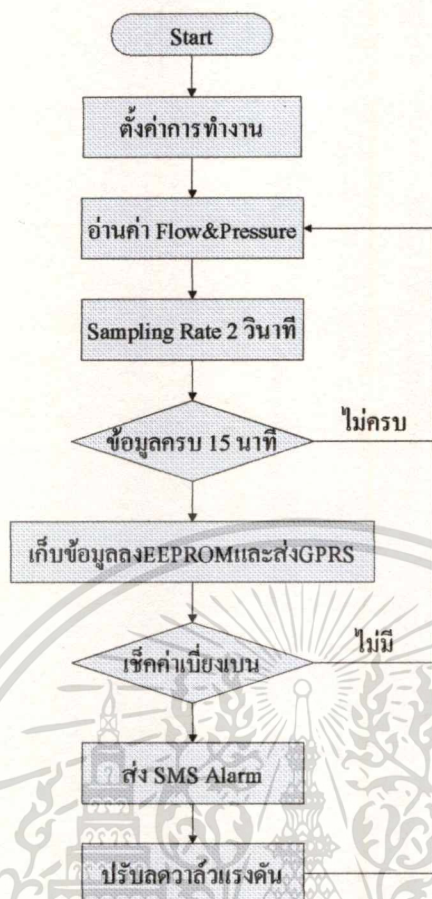 Start
ตั้งค่าการทำงาน
อ่านค่า Flow&Pressure
Sampling Rate 2 วินาที
ข้อมูลครบ 15 นาที
ไม่ครบ
เก็บข้อมูลลงEEPROMและส่งGPRS
เช็คค่าเบี่ยงเบน
ไม่มี
ส่ง SMS Alarm
ปรับลดวาล์วแรงดัน